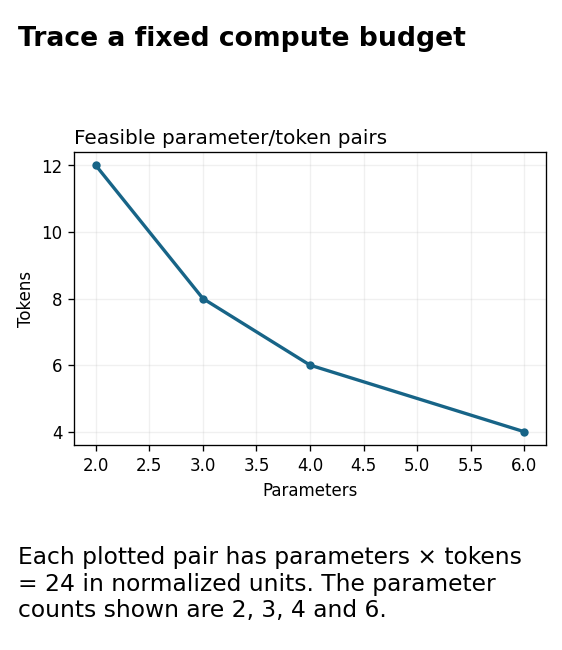 Trace a fixed compute budget
Feasible parameter/token pairs
12
10
8
6
4
Tokens
2.0 2.5 3.0 3.5 4.0 4.5 5.0 5.5 6.0
Parameters
Each plotted pair has parameters × tokens
= 24 in normalized units. The parameter
counts shown are 2, 3, 4 and 6.